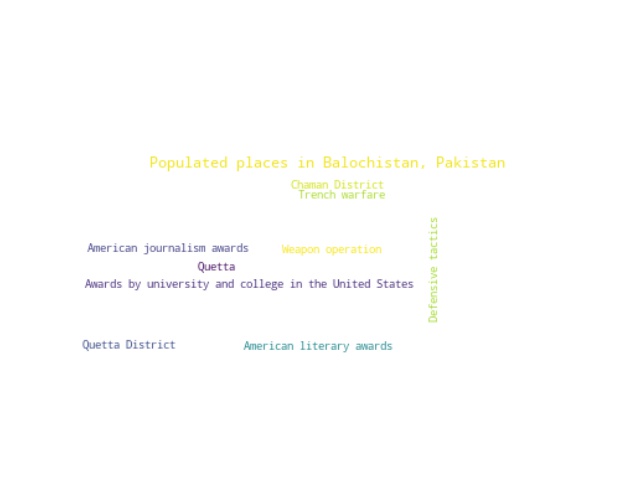 Populated places in Balochistan, Pakistan
Chaman District
Trench warfare
Defensive tactics
American journalism awards
Weapon operation
Quetta
Awards by university and college in the United States
Quetta District
American literary awards